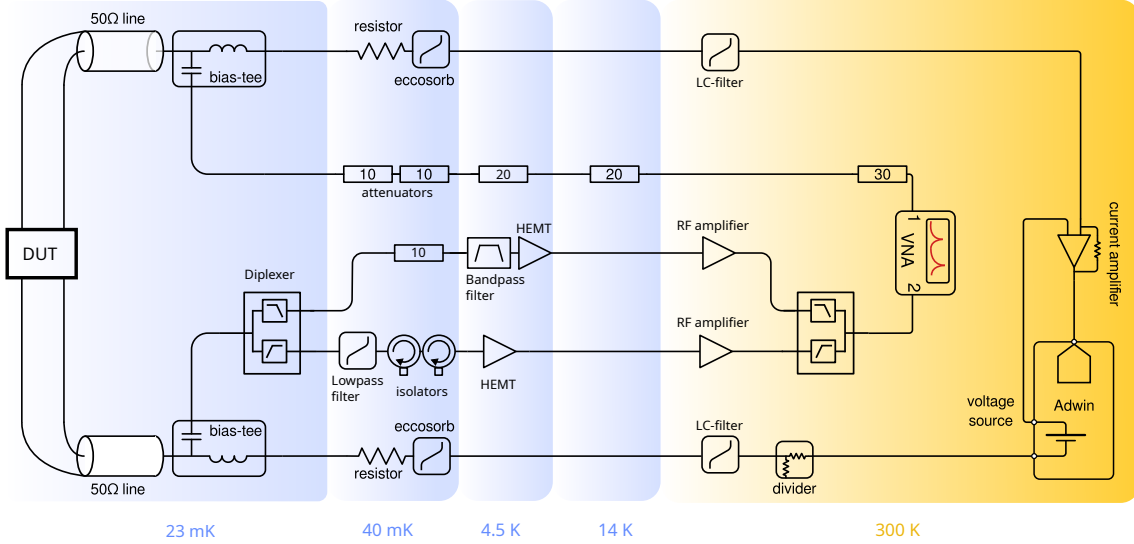 50Ω line
resistor
bias-tee
eccosorb
LC-filter
10
10
20
20
30
attenuators
1
VNA
2
current amplifier
DUT
HEMT
RF amplifier
10
Bandpass
filter
Diplexer
RF amplifier
Lowpass
filter
isolators
HEMT
voltage
source
Adwin
bias-tee
eccosorb
LC-filter
resistor
50Ω line
divider
23 mK
40 mK
4.5 K
14 K
300 K